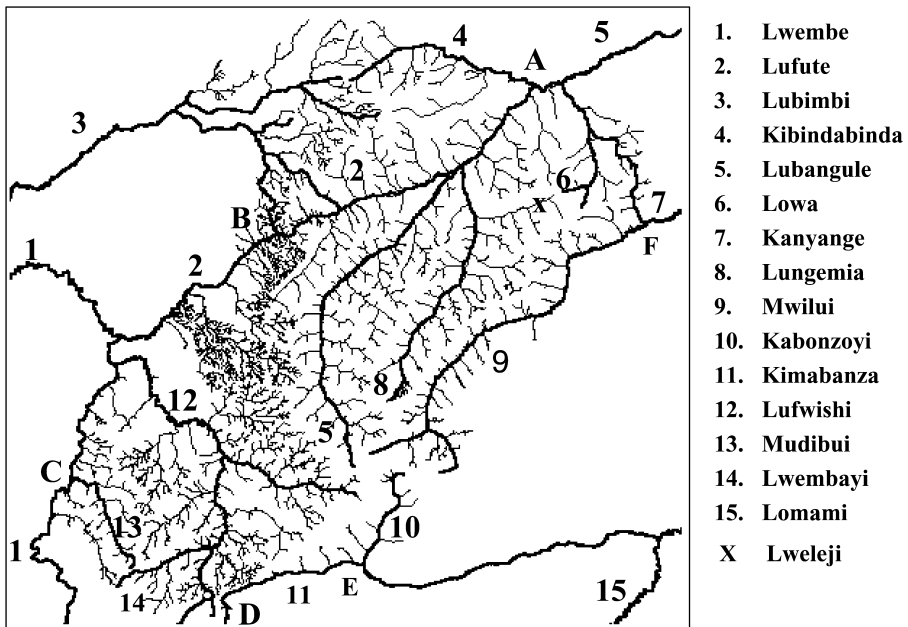 4
5
A
3
2
6
X
7
B
F
1
2
9
8
12
5
C
10
13
1
11
E
15
14
D
1. Lwembe
2. Lufute
3. Lubimbi
4. Kibindabinda
5. Lubangule
6. Lowa
7. Kanyange
8. Lungemia
9. Mwilui
10. Kabonzoyi
11. Kimabanza
12. Lufwishi
13. Mudibui
14. Lwembayi
15. Lomami
X Lweleji